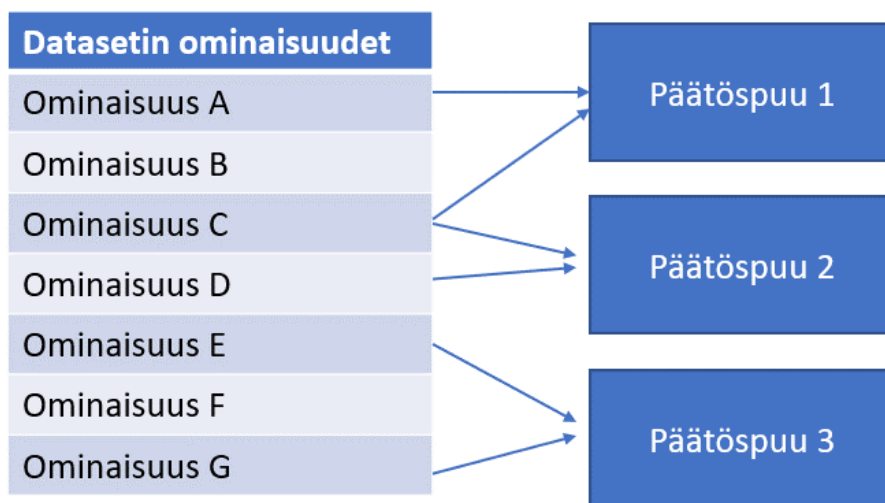 Datasetin ominaisuudet
Ominaisuus A
Ominaisuus B
Ominaisuus C
Ominaisuus D
Ominaisuus E
Ominaisuus F
Ominaisuus G
Päätöspuu 1
Päätöspuu 2
Päätöspuu 3